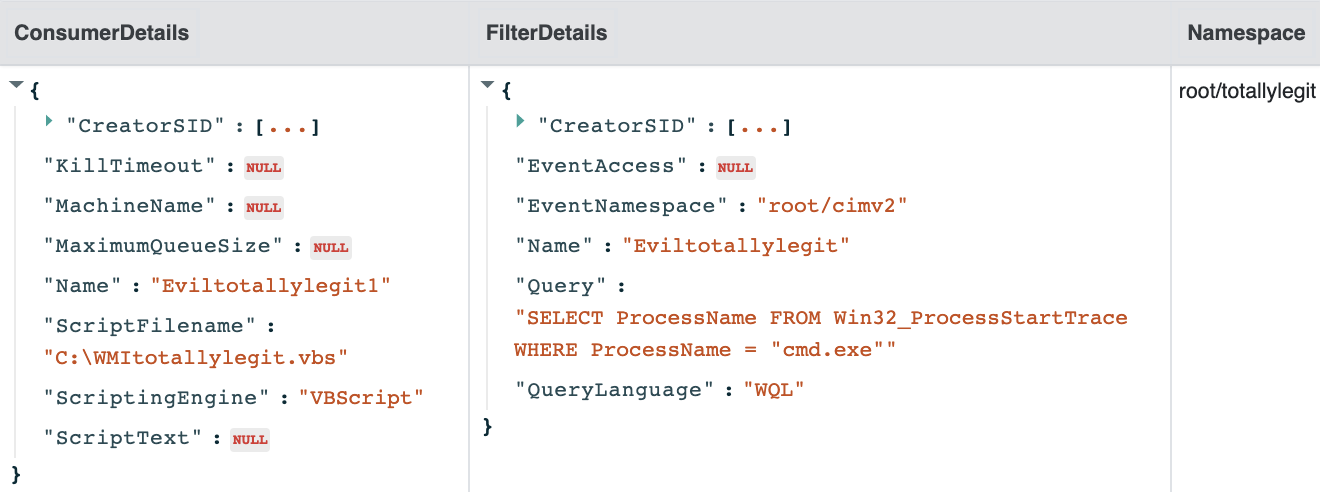 ConsumerDetails
FilterDetails
Namespace
{
"CreatorSID" : [...]
"KillTimeout" : NULL
"MachineName" : NULL
"MaximumQueueSize" : NULL
"Name" : "Eviltotallylegit1"
"ScriptFilename" :
"C:\WMItotallylegit.vbs"
"ScriptingEngine" : "VBScript"
"ScriptText" : NULL
}
{
"CreatorSID" : [...]
"EventAccess" : NULL
"EventNamespace" : "root/cimv2"
"Name" : "Eviltotallylegit"
"Query" :
"SELECT ProcessName FROM Win32_ProcessStartTrace
WHERE ProcessName = "cmd.exe""
"QueryLanguage" : "WQL"
}
root/totallylegit